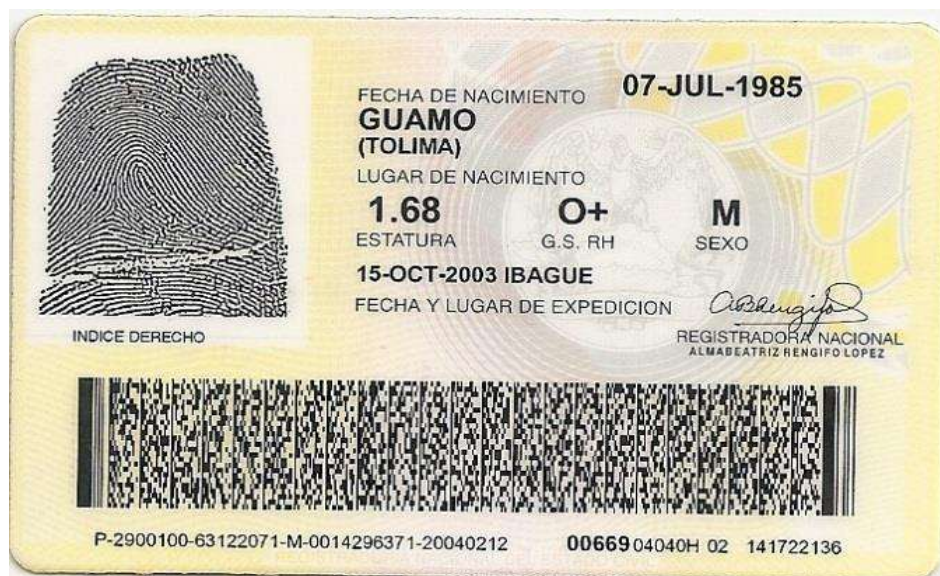 07-JUL-1985
FECHA DE NACIMIENTO
GUAMO
(TOLIMA)
LUGAR DE NACIMIENTO
1.68 O+ M
ESTATURA G.S. RH SEXO
15-OCT-2003 IBAGUE
FECHA Y LUGAR DE EXPEDICION
INDICE DERECHO
REGISTRADORA NACIONAL
ALMABEATRIZ RENGIFO LOPEZ
P-2900100-63122071-M-0014296371-20040212 00669 04040H 02 141722136